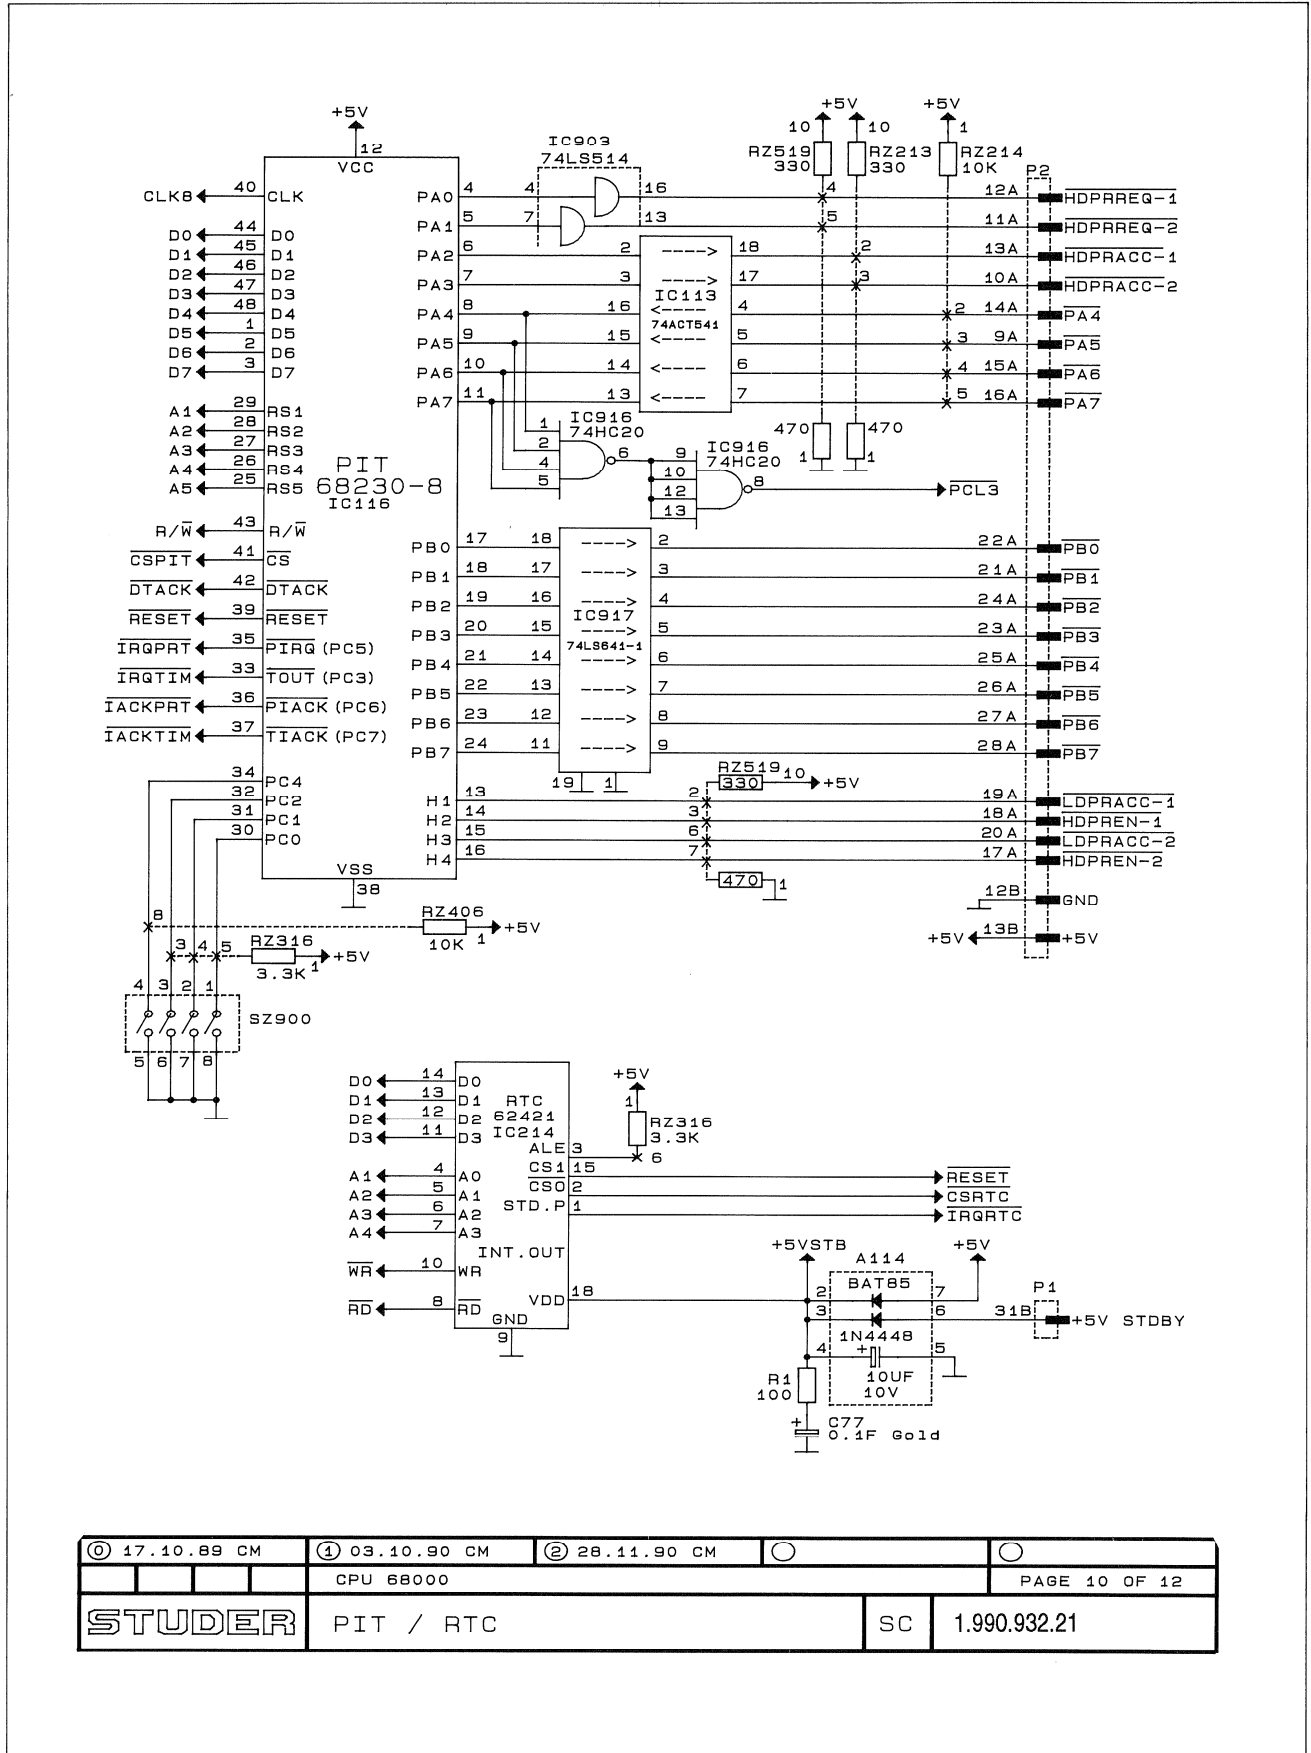 +5V
+5V
+5V
12
VCC
IC903
74LS514
10
10
1
RZ519
330
RZ213
330
RZ214
10K
P2
CLK8 40 CLK
PA0 4 4 16 4 12A HDPRREQ-1
PA1 5 7 13 5 11A HDPRREQ-2
D0 44 D0
D1 45 D1
D2 46 D2
D3 47 D3
D4 48 D4
D5 1 D5
D6 2 D6
D7 3 D7
PA2 6 2 ----> 18 2 13A HDPRACC-1
PA3 7 3 ----> 17 3 10A HDPRACC-2
IC113
74ACT541
PA4 8 16 <---- 4 2 14A PA4
PA5 9 15 <---- 5 3 9A PA5
PA6 10 14 <---- 6 4 15A PA6
PA7 11 13 <---- 7 5 16A PA7
A1 29 RS1
A2 28 RS2
A3 27 RS3
A4 26 RS4
A5 25 RS5
IC916
74HC20
1
2
4
5
6
IC916
74HC20
9
10
12
13
8
PCL3
470
1
470
1
PIT
68230-8
IC116
R/W 43 R/W
CSPIT 41 CS
DTACK 42 DTACK
RESET 39 RESET
IRQPRT 35 PIRQ (PC5)
IRQTIM 33 TOUT (PC3)
IACKPRT 36 PIACK (PC6)
IACKTIM 37 TIACK (PC7)
PB0 17 18 ----> 2 22A PB0
PB1 18 17 ----> 3 21A PB1
PB2 19 16 ----> 4 24A PB2
IC917
PB3 20 15 ----> 5 23A PB3
74LS641-1
PB4 21 14 ----> 6 25A PB4
PB5 22 13 ----> 7 26A PB5
PB6 23 12 ----> 8 27A PB6
PB7 24 11 ----> 9 28A PB7
19 1
RZ519
330 10 +5V
34 PC4
32 PC2
31 PC1
30 PC0
H1 13 2 19A LDPRACC-1
H2 14 3 18A HDPREN-1
H3 15 6 20A LDPRACC-2
H4 16 7 17A HDPREN-2
470 1
VSS
38
12B GND
+5V 13B +5V
8
RZ406
10K 1 +5V
3 4 5
RZ316
3.3K 1 +5V
4 3 2 1
SZ900
5 6 7 8
D0 14 D0
D1 13 D1
D2 12 D2
D3 11 D3
RTC
62421
IC214
+5V
1
RZ316
3.3K
ALE 3 6
CS1 15 RESET
CS0 2 CSRTC
STD.P 1 IRQRTC
A1 4 A0
A2 5 A1
A3 6 A2
A4 7 A3
INT.OUT
WR 10 WR
RD 8 RD
VDD 18
GND
9
+5VSTB
+5V
A114
BAT85
2 7
3 6 31B
P1
+5V STDBY
1N4448
4 + 5
10UF
10V
R1
100
+ C77
0.1F Gold
0 17.10.89 CM 1 03.10.90 CM 2 28.11.90 CM
CPU 68000 PAGE 10 OF 12
STUDER PIT / RTC SC 1.990.932.21